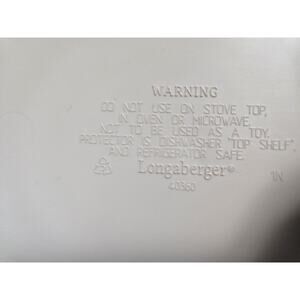 WARNING
DO NOT USE ON STOVE TOP,
IN OVEN OR MICROWAVE.
NOT TO BE USED AS A TOY.
PROTECTOR IS DISHWASHER "TOP SHELF",
AND REFRIGERATOR SAFE.
Longaberger®
1N
40360